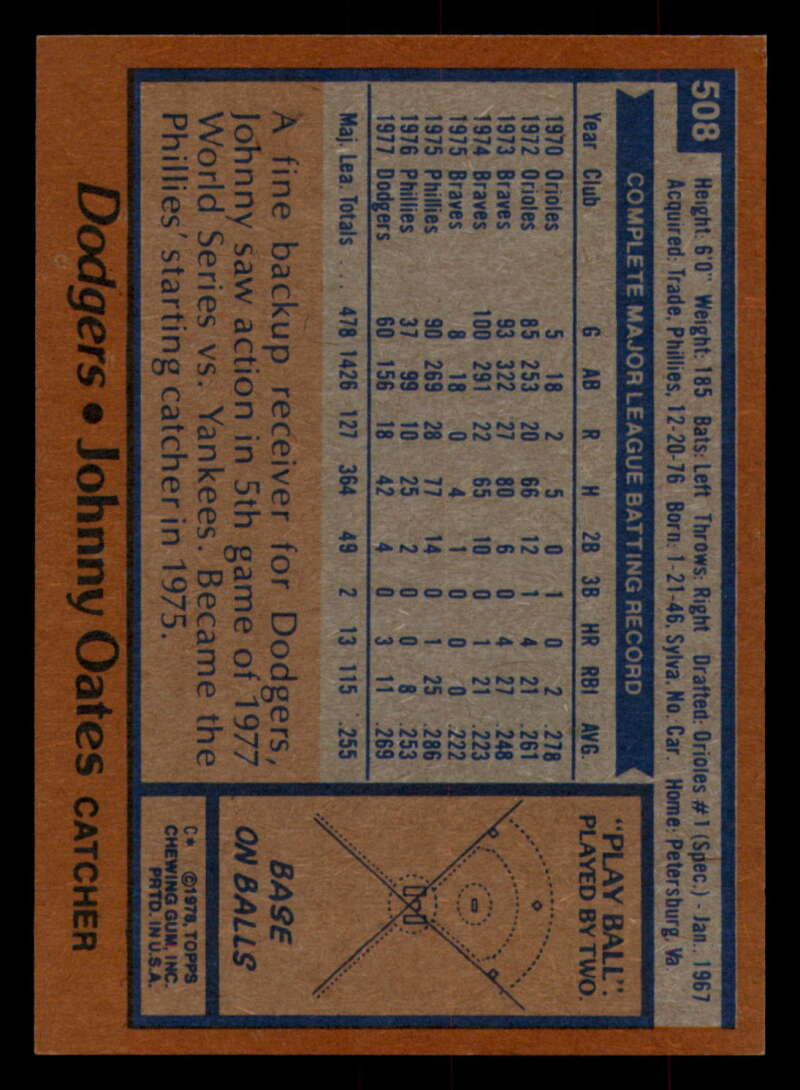 508
Height: 6'0" Weight: 185 Bats: Left Throws: Right Drafted: Orioles #1 (Spec.) - Jan., 1967
Acquired: Trade, Phillies, 12-20-76 Born: 1-21-46, Sylva, No. Car. Home: Petersburg, Va.
COMPLETE MAJOR LEAGUE BATTING RECORD
Year Club G AB R H 2B 3B HR RBI AVG.
1970 Orioles 5 18 2 5 0 1 0 2 .278
1972 Orioles 85 253 20 66 12 1 4 21 .261
1973 Braves 93 322 27 80 6 0 4 27 .248
1974 Braves 100 291 22 65 10 0 1 21 .223
1975 Braves 8 18 0 4 1 0 0 0 .222
1975 Phillies 90 269 28 77 14 0 1 25 .286
1976 Phillies 37 99 10 25 2 0 0 8 .253
1977 Dodgers 60 156 18 42 4 0 3 11 .269
Maj. Lea. Totals ... 478 1426 127 364 49 2 13 115 .255
A fine backup receiver for Dodgers,
Johnny saw action in 5th game of 1977
World Series vs. Yankees. Became the
Phillies' starting catcher in 1975.
"PLAY BALL":
PLAYED BY TWO.
BASE
ON BALLS
C* ©1978, TOPPS
CHEWING GUM, INC.
PRTD. IN U.S.A.
Dodgers • Johnny Oates CATCHER